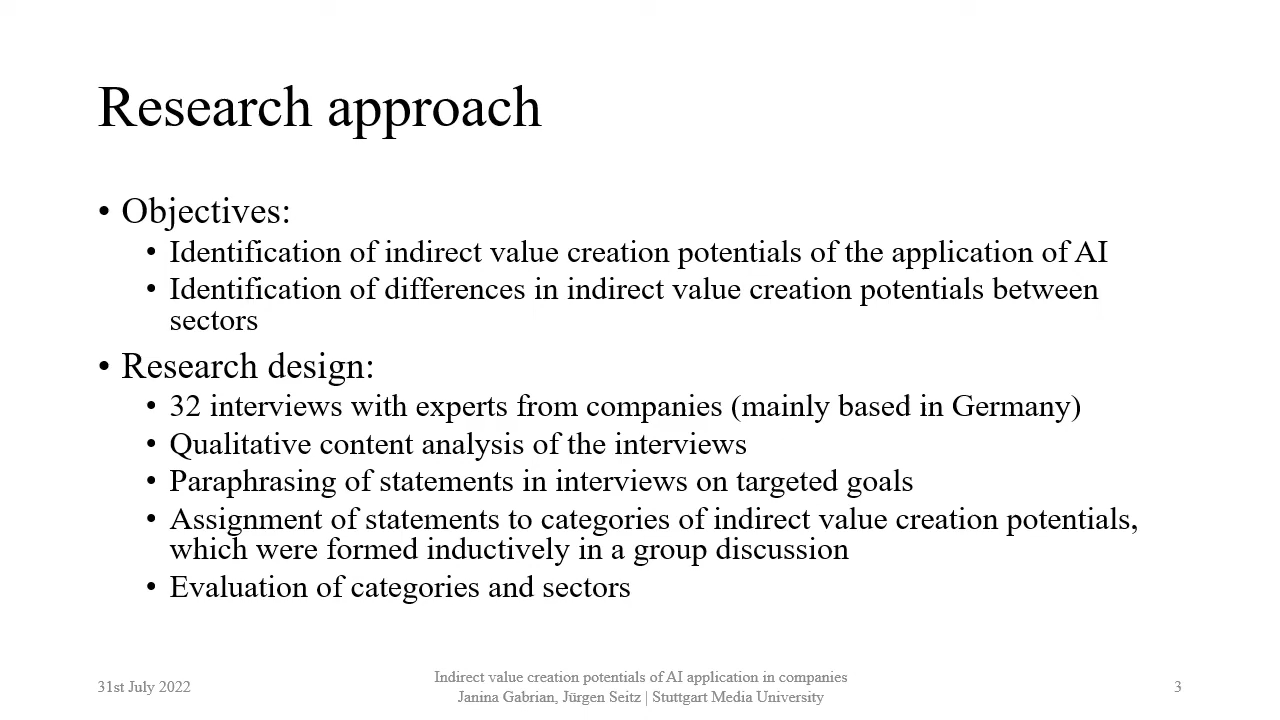 Research approach
• Objectives:
• Identification of indirect value creation potentials of the application of AI
• Identification of differences in indirect value creation potentials between
sectors
• Research design:
• 32 interviews with experts from companies (mainly based in Germany)
• Qualitative content analysis of the interviews
• Paraphrasing of statements in interviews on targeted goals
• Assignment of statements to categories of indirect value creation potentials,
which were formed inductively in a group discussion
• Evaluation of categories and sectors
31st July 2022
Indirect value creation potentials of AI application in companies
Janina Gabrian, Jürgen Seitz | Stuttgart Media University
3